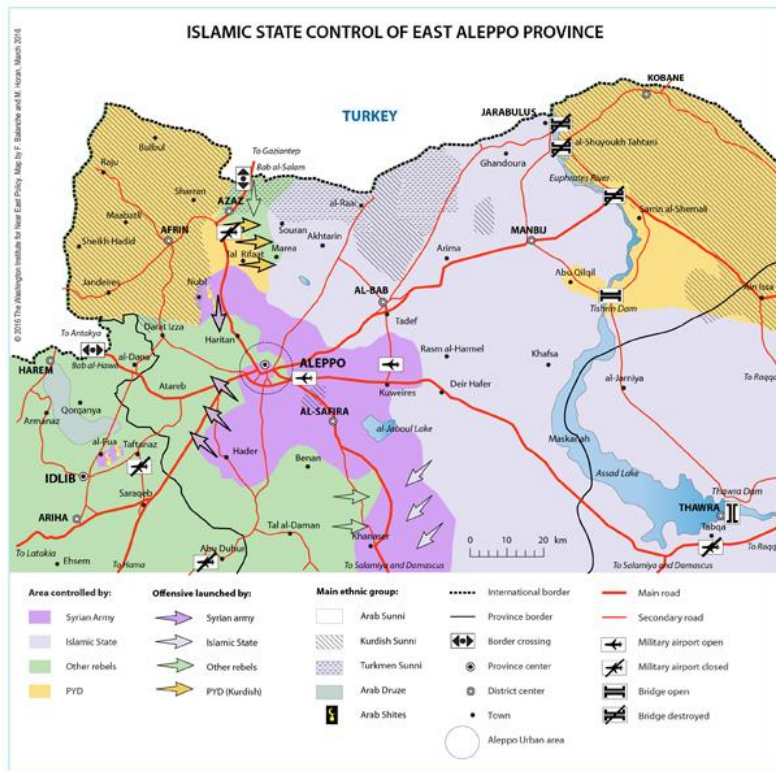 ISLAMIC STATE CONTROL OF EAST ALEPPO PROVINCE
© 2016 The Washington Institute for Near East Policy. Map by F. Balanche and M. Horan, March 2016
KOBANE
TURKEY
JARABULUS
Bulbul
To Gaziantep
al-Shuyoukh Tahtani
Raju
Bab al-Salam
Ghandoura
Euphrates River
Sharran
AZAZ
al-Raai
Maabatli
Souran
Sarrin al-Shemali
AFRIN
Akhtarin
MANBIJ
Sheikh Hadid
Marea
Arima
Tal Rifaat
Abu Qilqil
Jandeires
Nubl
AL-BAB
Ain Issa
Tishrin Dam
To Antakya
Darat Izza
Tadef
Haritan
Rasm al-Harmel
Khafsa
To Raqqa
HAREM
Bab al-Hawa
al-Dana
ALEPPO
Atareb
Kuweires
Deir Hafer
al-Jarniya
Qorqanya
Armanaz
AL-SAFIRA
al-Jaboul Lake
Maskanah
al-Fua
Taftanaz
Hader
Benan
Assad Lake
IDLIB
Thawra Dam
Saraqeb
THAWRA
ARIHA
Tal al-Daman
Tabqa
Khanaser
0 10 20 km
To Latakia
Ehsem
To Hama
Abu Duhur
To Salamiya and Damascus
To Salamiya and Damascus
To Raqqa
Area controlled by:
Syrian Army
Islamic State
Other rebels
PYD
Offensive launched by:
Syrian army
Islamic State
Other rebels
PYD (Kurdish)
Main ethnic group:
Arab Sunni
Kurdish Sunni
Turkmen Sunni
Arab Druze
Arab Shites
International border
Province border
Border crossing
Province center
District center
Town
Aleppo Urban area
Main road
Secondary road
Military airport open
Military airport closed
Bridge open
Bridge destroyed